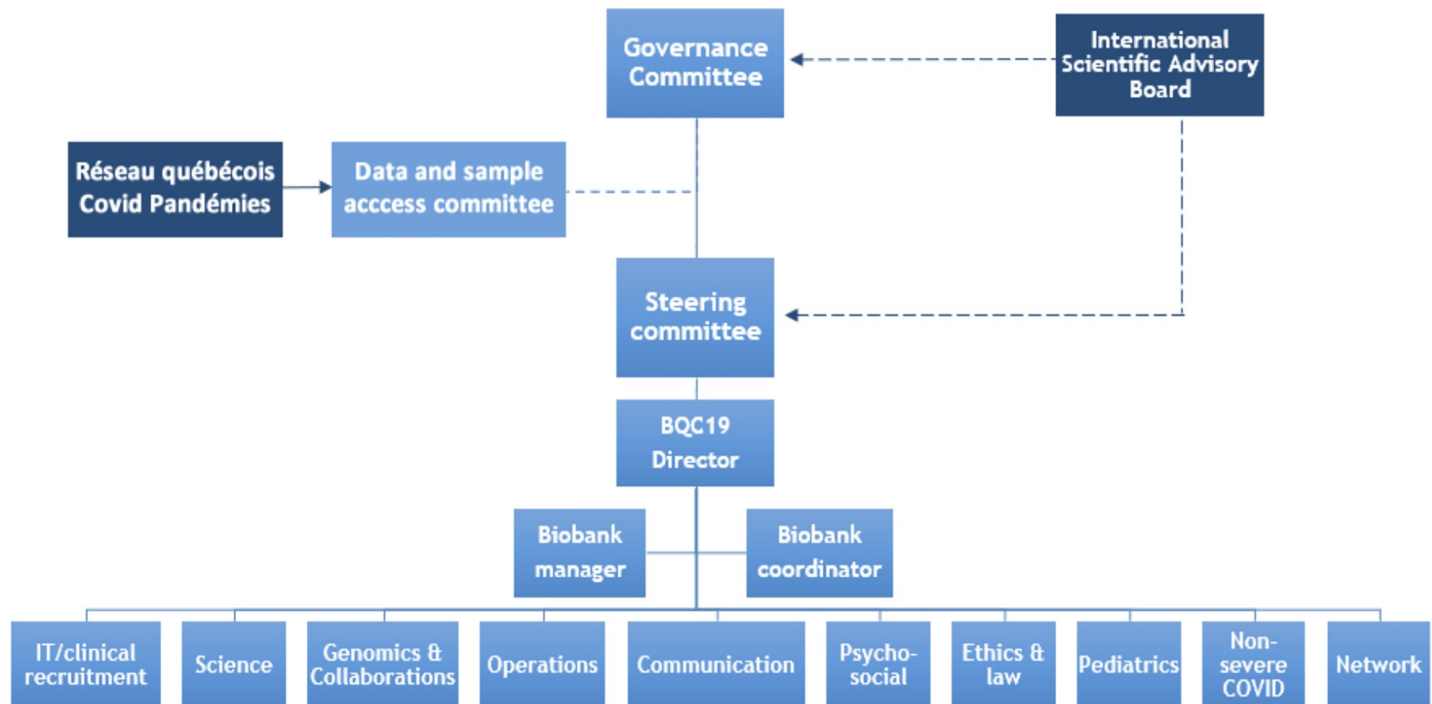 Governance
Committee
International
Scientific Advisory
Board
Réseau québécois
Covid Pandémies
Data and sample
acccess committee
Steering
committee
BQC19
Director
Biobank
manager
Biobank
coordinator
IT/clinical
recruitment
Science
Genomics &
Collaborations
Operations
Communication
Psycho-
social
Ethics &
law
Pediatrics
Non-
severe
COVID
Network